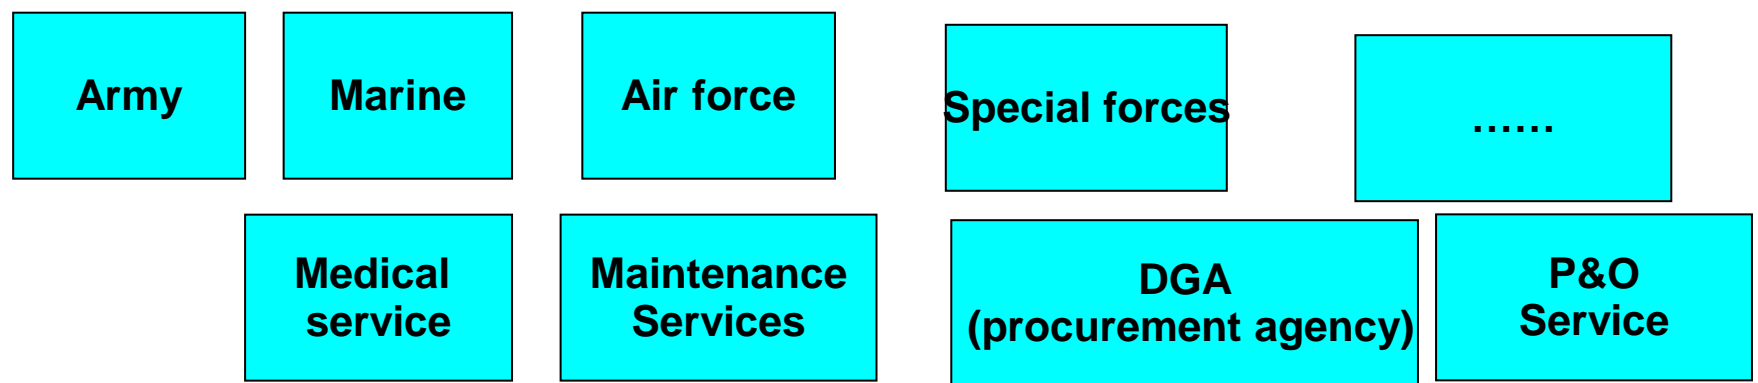 Army
Marine
Air force
Special forces
......
Medical
service
Maintenance
Services
DGA
(procurement agency)
P&O
Service